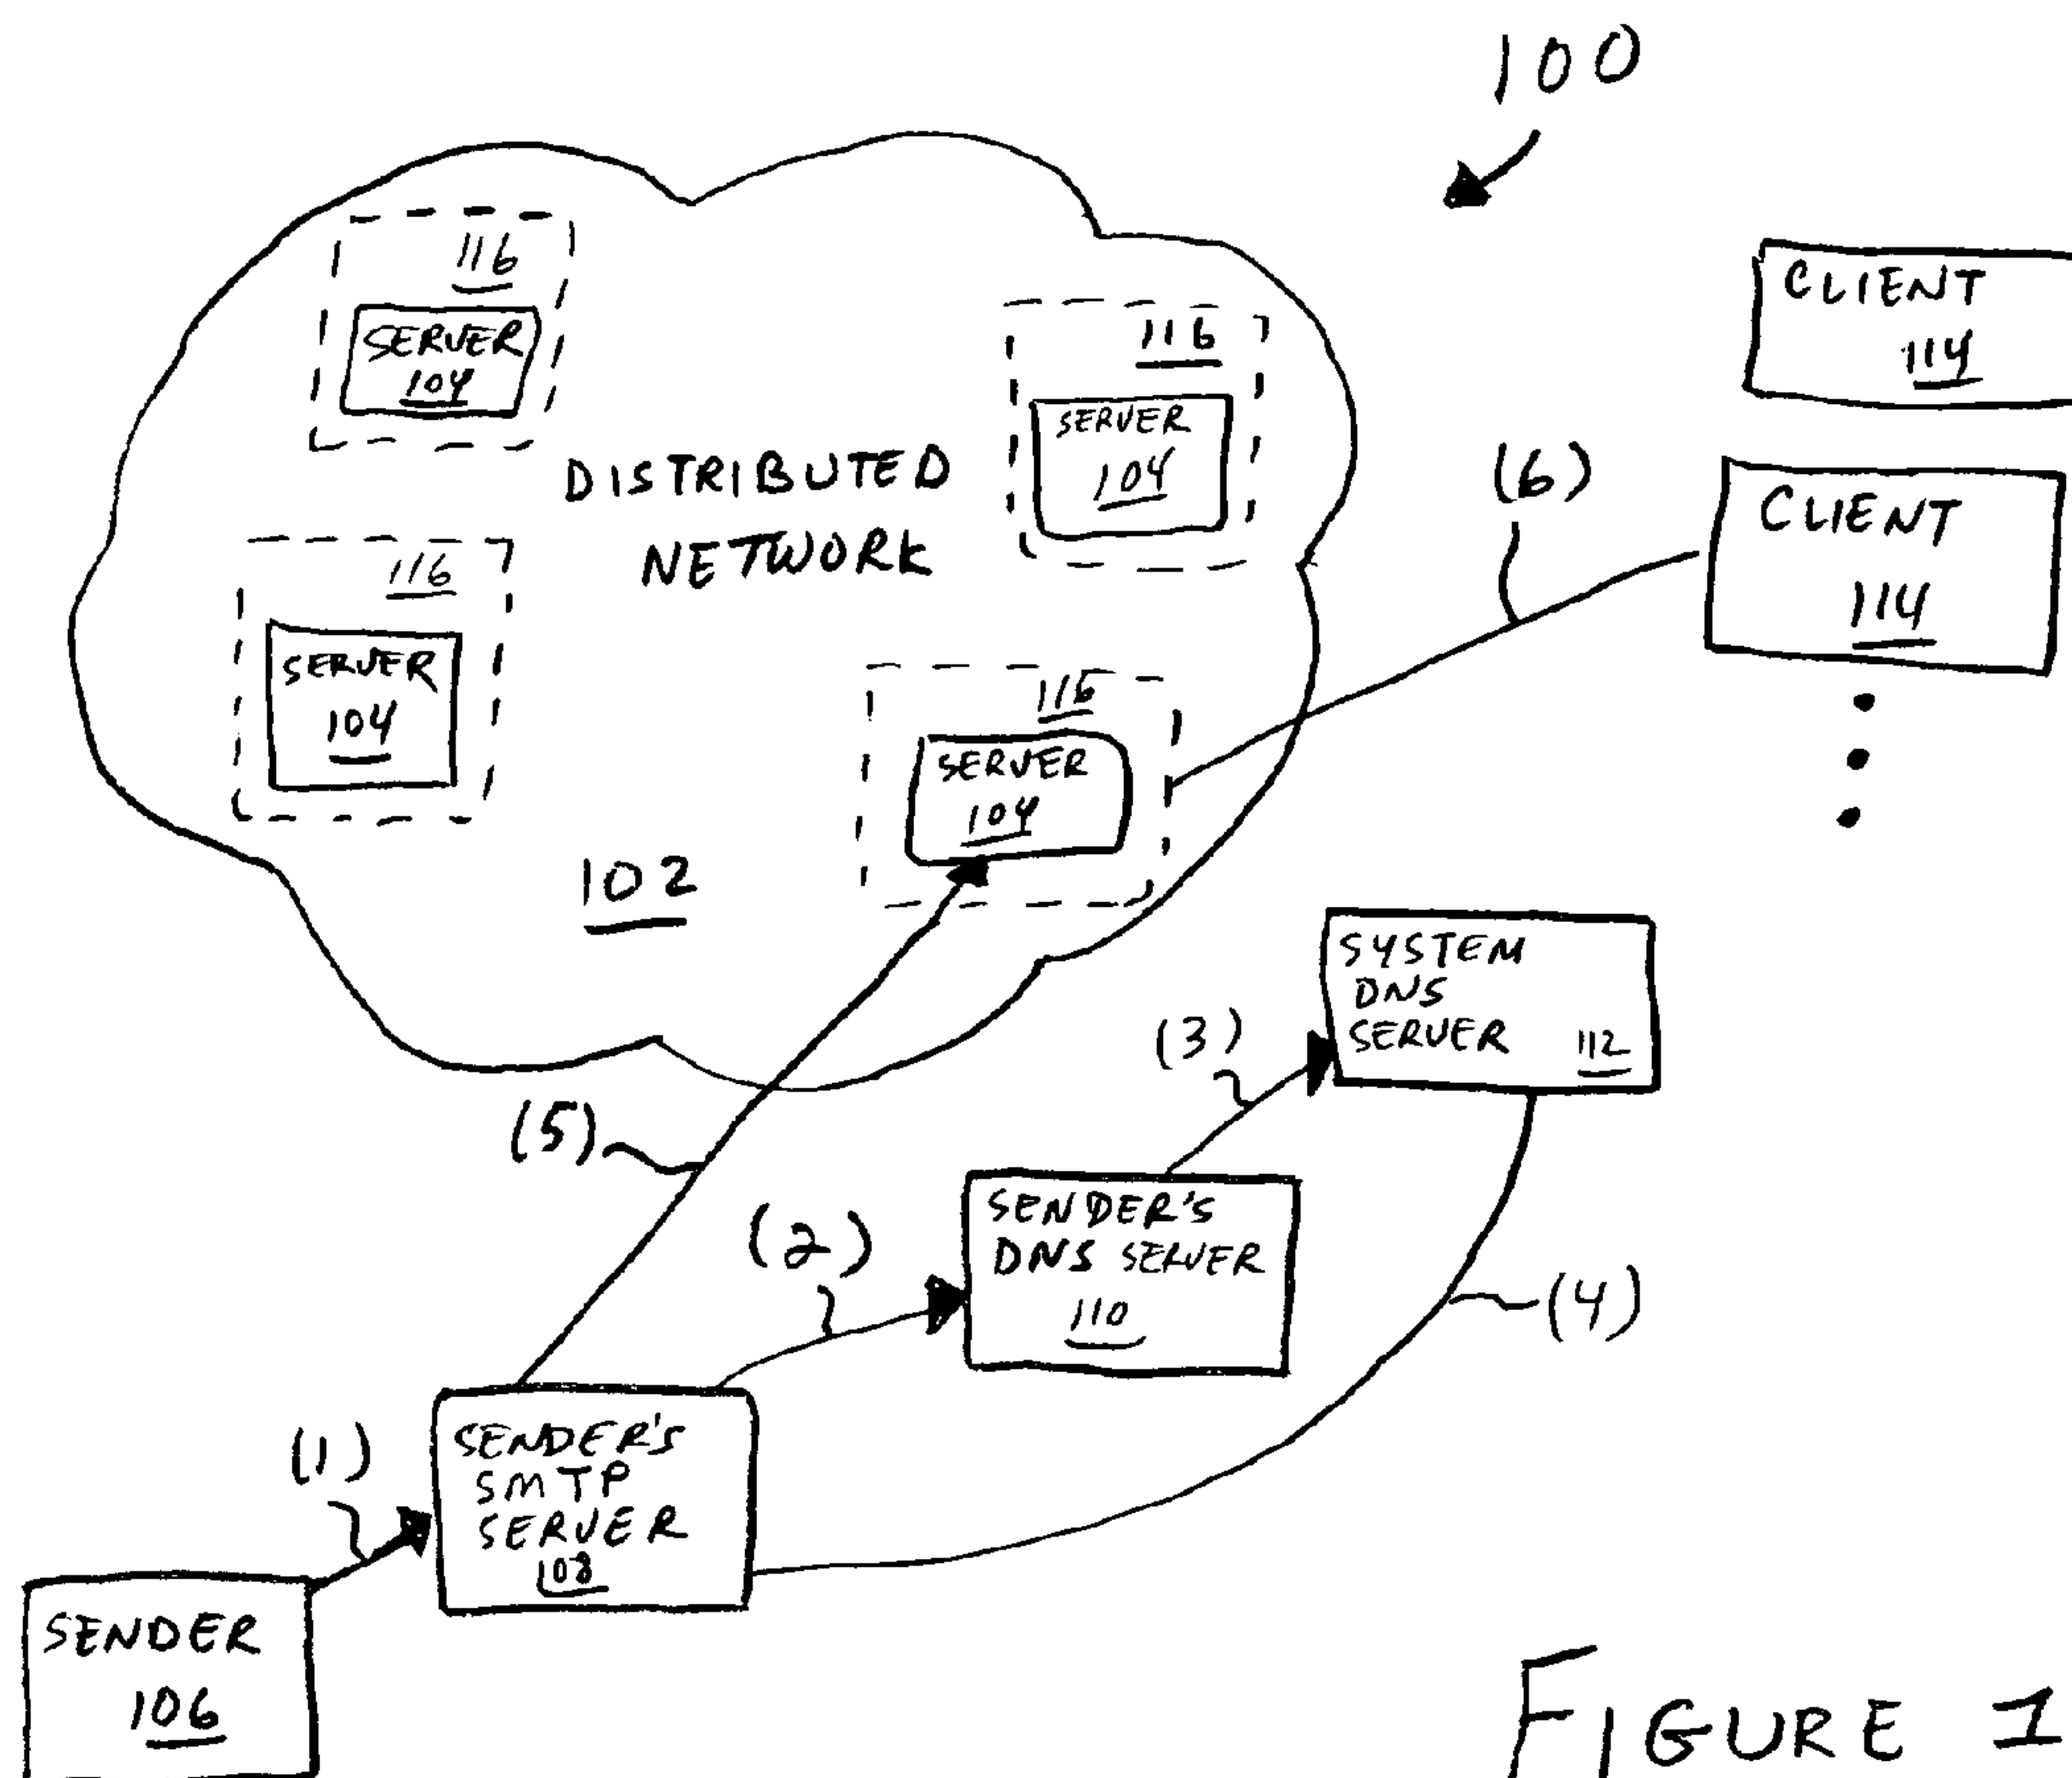 100
116
SERVER
104
116
SERVER
104
CLIENT
114
DISTRIBUTED
NETWORK
(6)
CLIENT
114
116
SERVER
104
116
SERVER
104
102
SYSTEM
DNS
SERVER 112
(3)
(5)
SENDER'S
DNS SERVER
110
(2)
(4)
SENDER'S
SMTP
SERVER
108
(1)
SENDER
106
FIGURE 1